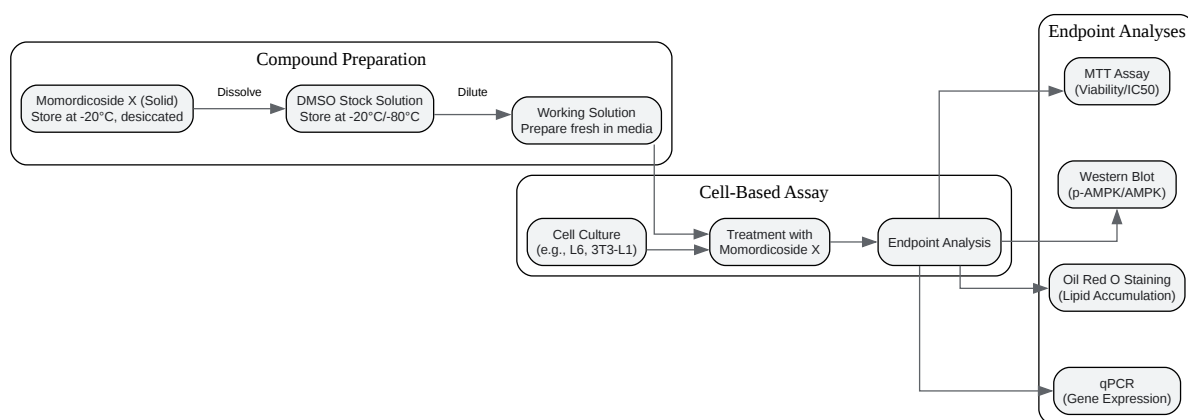 Compound Preparation
Momordicoside X (Solid)
Store at -20°C, desiccated
Dissolve
DMSO Stock Solution
Store at -20°C/-80°C
Dilute
Working Solution
Prepare fresh in media
Cell-Based Assay
Cell Culture
(e.g., L6, 3T3-L1)
Treatment with
Momordicoside X
Endpoint Analysis
Endpoint Analyses
MTT Assay
(Viability/IC50)
Western Blot
(p-AMPK/AMPK)
Oil Red O Staining
(Lipid Accumulation)
qPCR
(Gene Expression)